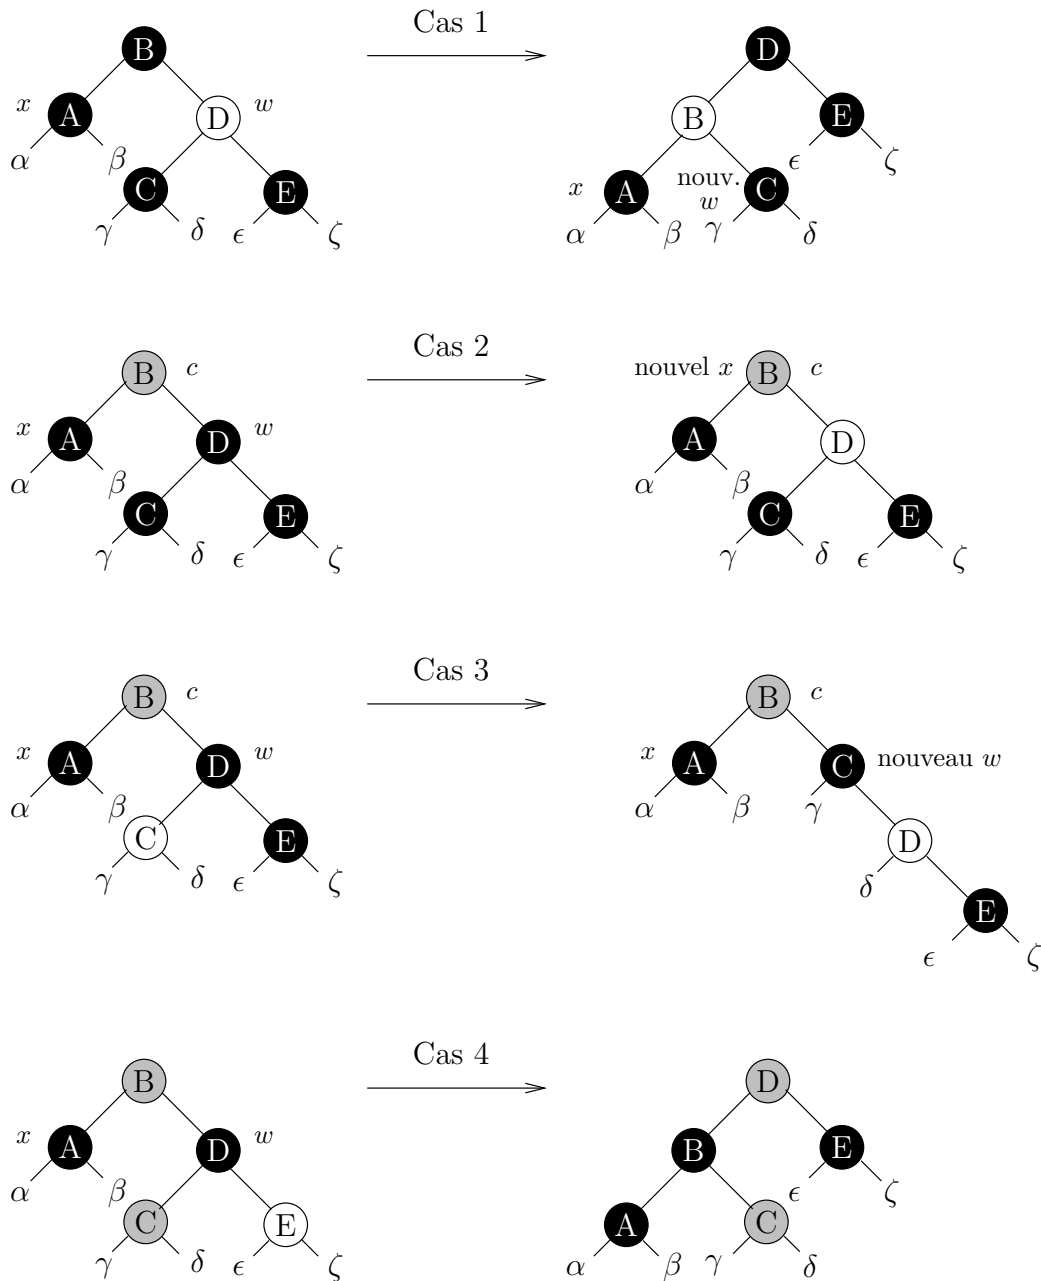 Cas 1
B D
x A D w B A→E
α β C E x A nouv. w C ϵ ζ
γ δ ϵ ζ α β γ δ
Cas 2
B c nouvel x B c
x A D w A D
α β C E α β C E
γ δ ϵ ζ γ δ ϵ ζ
Cas 3
B c B c
x A D w x A C nouveau w
α β C E α β γ D
γ δ ϵ ζ δ E
ϵ ζ
Cas 4
B D
x A D w B E
α β C E A C ϵ ζ
γ δ ϵ ζ α β γ δ